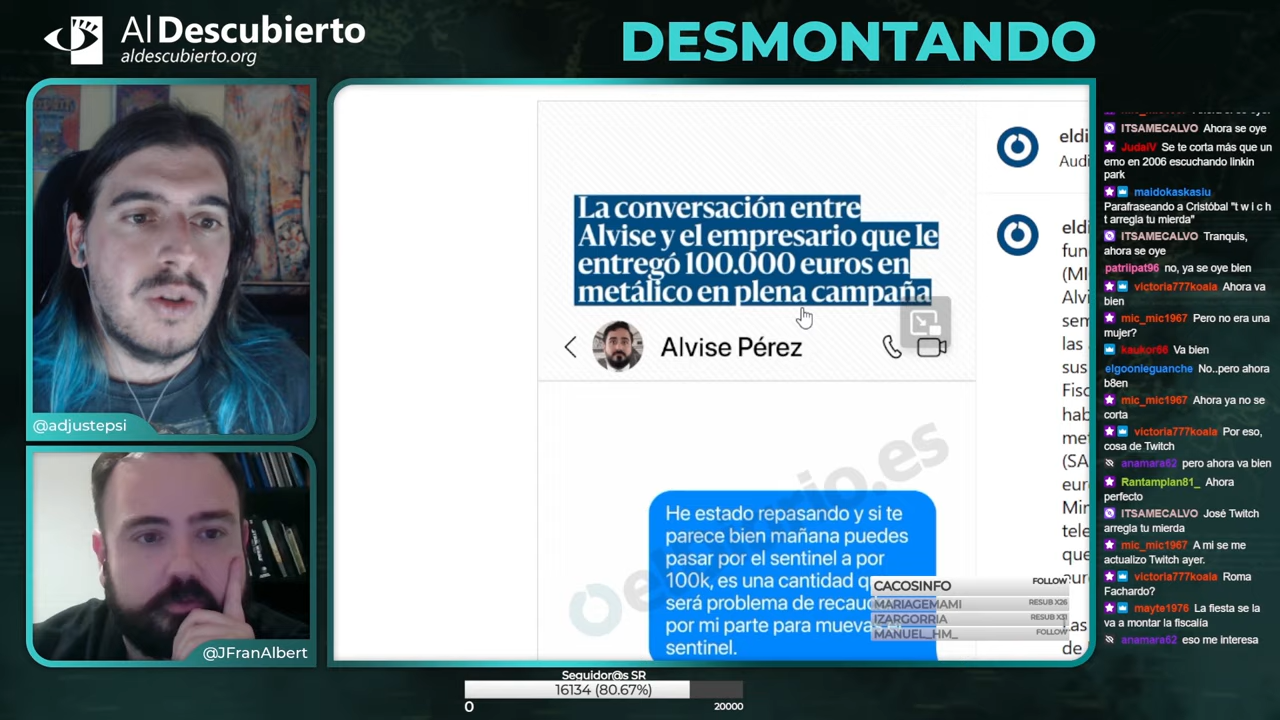 Al Descubierto
aldescubierto.org
DESMONTANDO
@adjustepsi
@JFranAlbert
La conversación entre
Alvise y el empresario que le
entregó 100.000 euros en
metálico en plena campaña
Alvise Pérez
He estado repasando y si te
parece bien mañana puedes
pasar por el sentinel a por
100k, es una cantidad q
será problema de recau
por mi parte para mueva
sentinel.
eldi
Audi
eldi
fun
(MI
Alvi
sem
las
sus
Fisc
hab
met
(SA
eur
Min
tele
que
eur
las
de
CACOSINFO FOLLOW
MARIAGEMAMI RESUB X26
IZARGORRIA RESUB X11
MANUEL_HM_ FOLLOW
ITSAMECALVO Ahora se oye
JudaiV Se te corta más que un
emo en 2006 escuchando linkin
park
maidokaskasiu
Parafraseando a Cristóbal "t w i c h
t arregla tu mierda"
ITSAMECALVO Tranquis,
ahora se oye
patriipat96 no, ya se oye bien
victoria777koala Ahora va
bien
mic_mic1967 Pero no era una
mujer?
kaukor66 Va bien
elgoonieguanche No..pero ahora
b8en
mic_mic1967 Ahora ya no se
corta
victoria777koala Por eso,
cosa de Twitch
anamara62 pero ahora va bien
Rantamplan81_ Ahora
perfecto
ITSAMECALVO José Twitch
arregla tu mierda
mic_mic1967 A mi se me
actualizo Twitch ayer.
victoria777koala Roma
Fachardo?
mayte1976 La fiesta se la
va a montar la fiscalía
anamara62 eso me interesa
Seguidor@s SR
16134 (80.67%)
0 20000